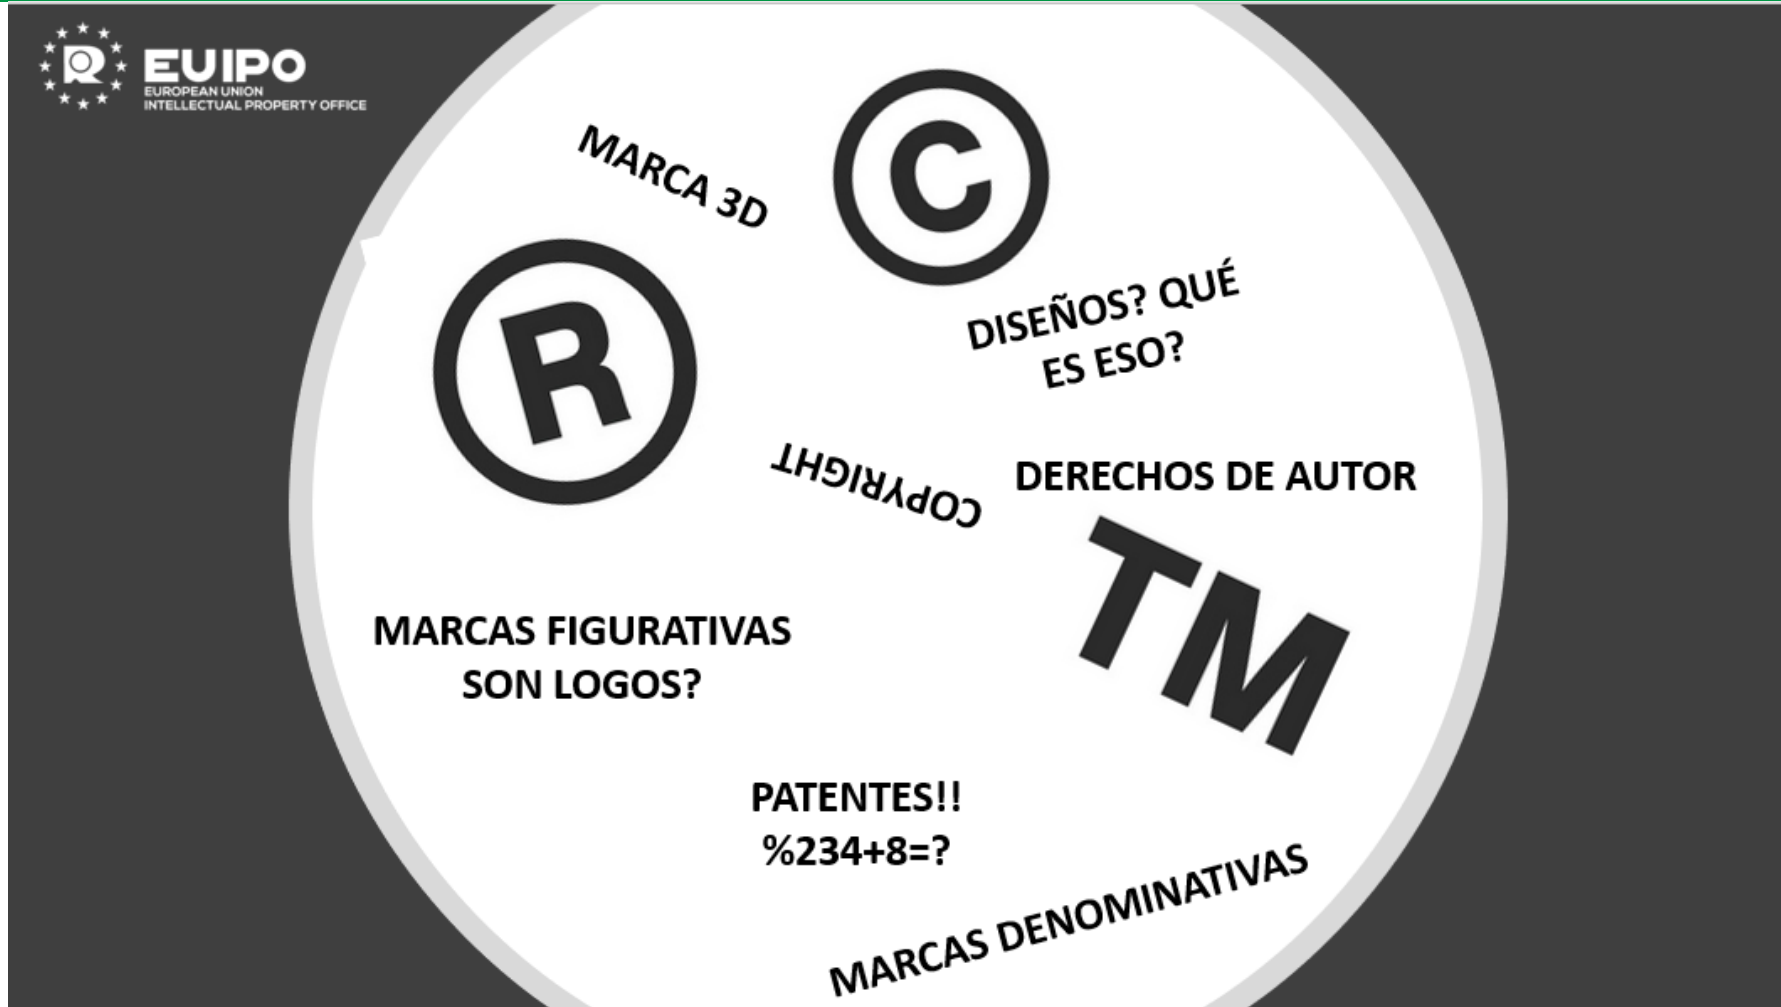 EUIPO
EUROPEAN UNION
INTELLECTUAL PROPERTY OFFICE
MARCA 3D
©
DISEÑOS? QUÉ
ES ESO?
®
COPYRIGHT
DERECHOS DE AUTOR
TM
MARCAS FIGURATIVAS
SON LOGOS?
PATENTES!!
%234+8=?
MARCAS DENOMINATIVAS